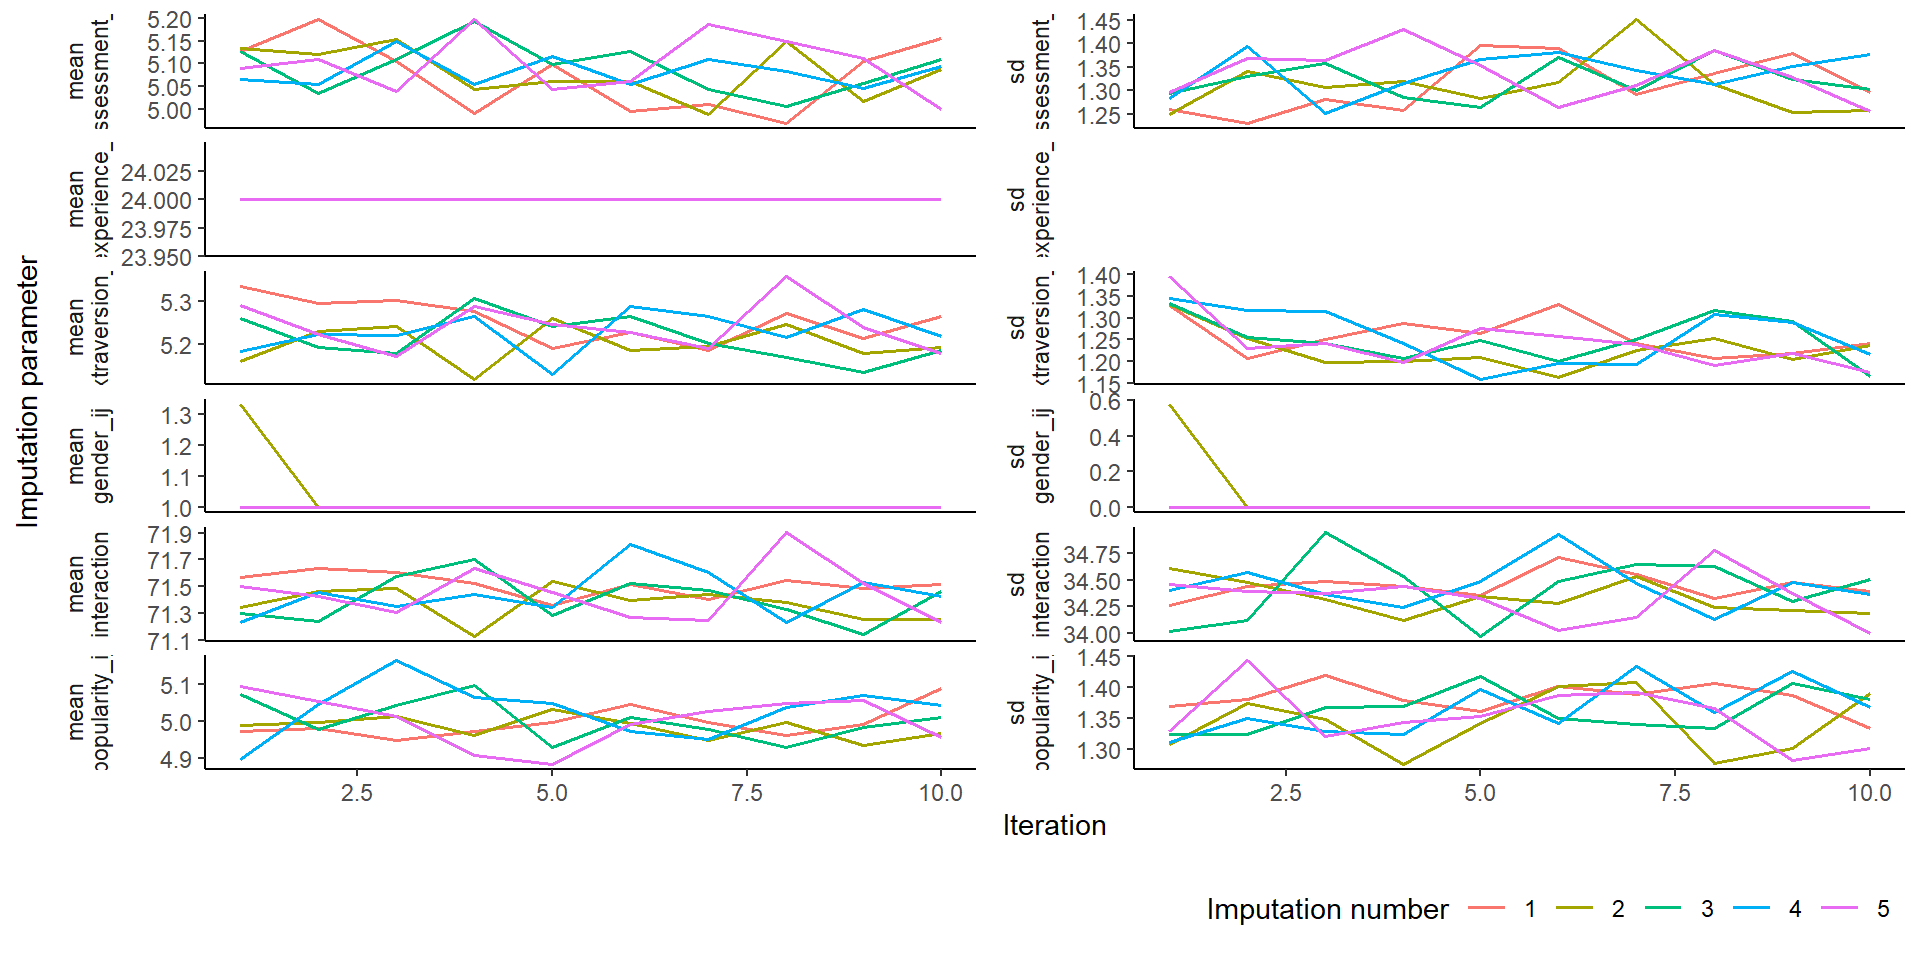 mean
ssessment_
5.20
5.15
5.10
5.05
5.00
sd
ssessment_
1.45
1.40
1.35
1.30
1.25
mean
experience_
24.025
24.000
23.975
23.950
sd
experience_
mean
traversion_
5.3
5.2
sd
traversion_
1.40
1.35
1.30
1.25
1.20
1.15
mean
gender_ij
1.3
1.2
1.1
1.0
sd
gender_ij
0.6
0.4
0.2
0.0
mean
interaction
71.9
71.7
71.5
71.3
71.1
sd
interaction
34.75
34.50
34.25
34.00
mean
popularity_i
5.1
5.0
4.9
sd
popularity_i
1.45
1.40
1.35
1.30
Imputation parameter
2.5 5.0 7.5 10.0
2.5 5.0 7.5 10.0
Iteration
Imputation number 1 2 3 4 5